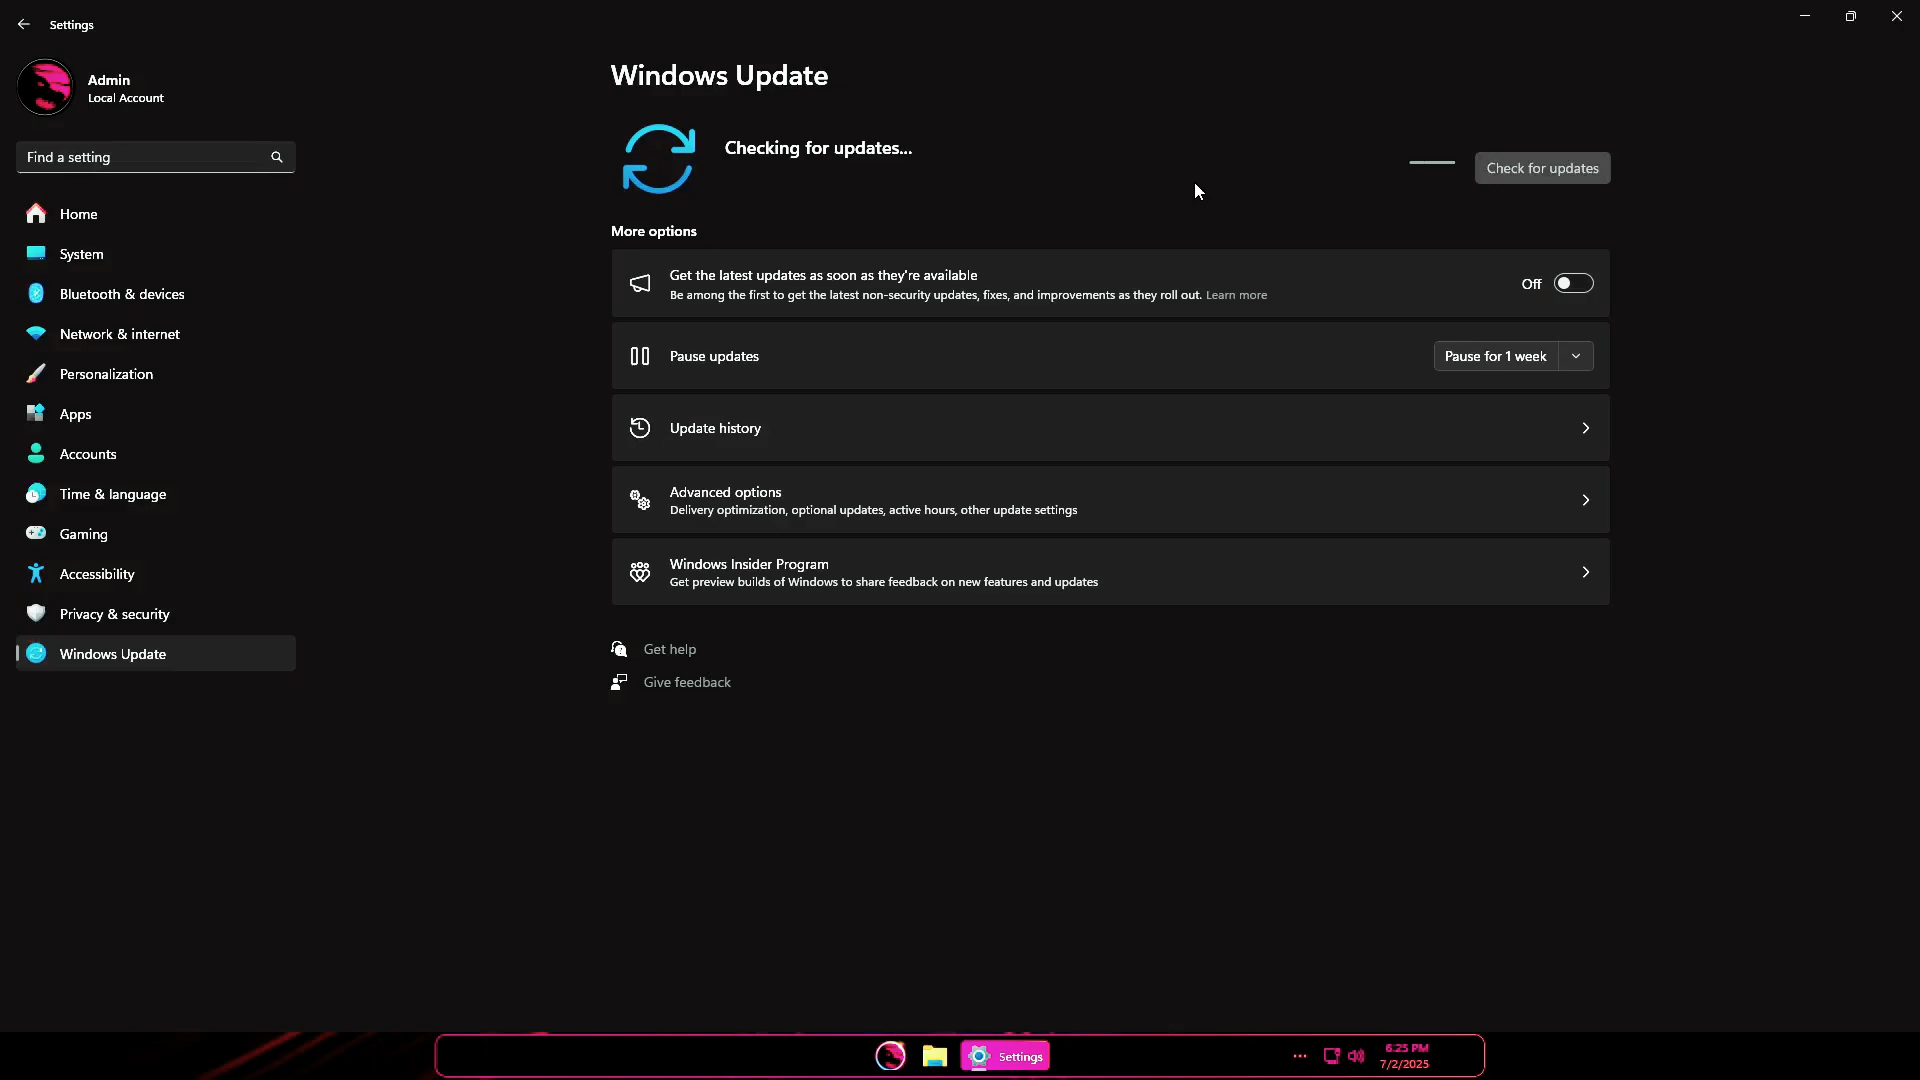 Settings
Admin
Local Account
Find a setting
Home
System
Bluetooth & devices
Network & internet
Personalization
Apps
Accounts
Time & language
Gaming
Accessibility
Privacy & security
Windows Update
Windows Update
Checking for updates...
Check for updates
More options
Get the latest updates as soon as they're available
Be among the first to get the latest non-security updates, fixes, and improvements as they roll out. Learn more
Off
Pause updates
Pause for 1 week
Update history
Advanced options
Delivery optimization, optional updates, active hours, other update settings
Windows Insider Program
Get preview builds of Windows to share feedback on new features and updates
Get help
Give feedback
Settings
6:25 PM
7/2/2025